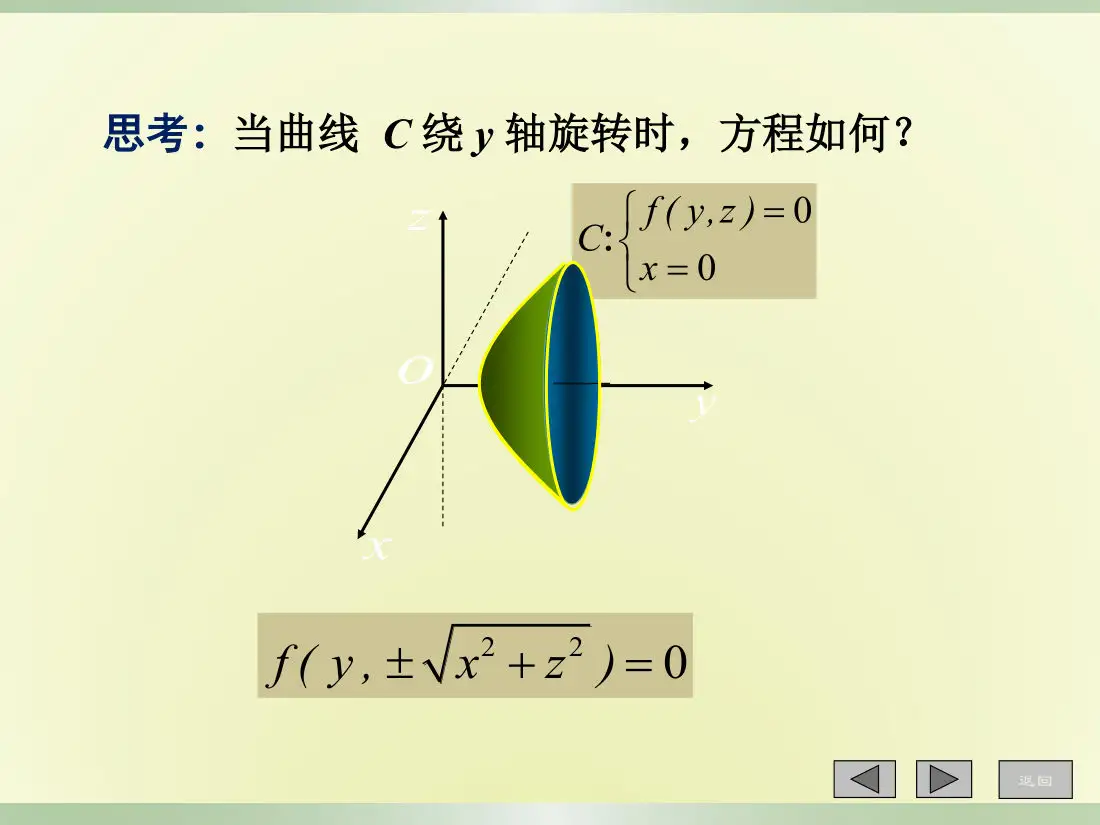 思考：当曲线 C 绕 y 轴旋转时，方程如何？
C: { f ( y , z ) = 0
x = 0
z
O
y
x
f ( y , ±√x² + z² ) = 0
返回